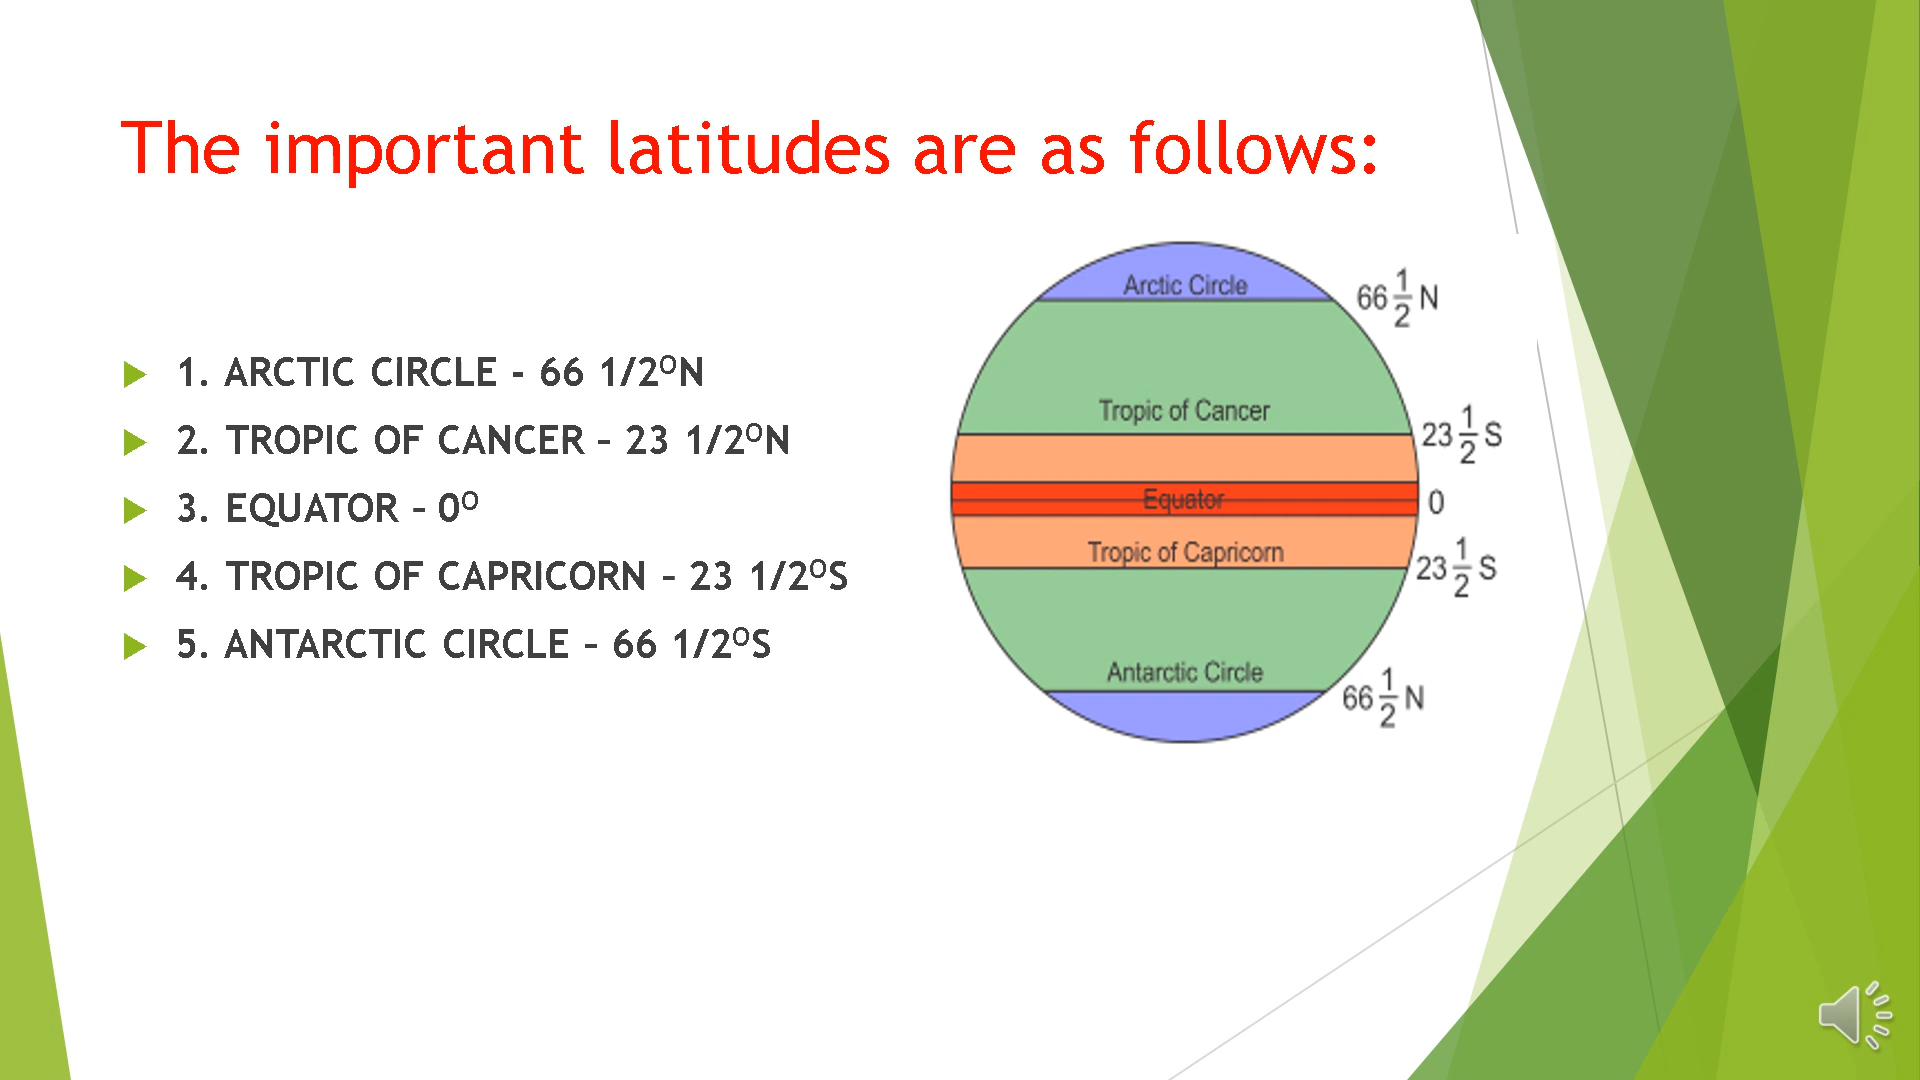 The important latitudes are as follows:
1. ARCTIC CIRCLE - 66 1/2ᴼN
2. TROPIC OF CANCER – 23 1/2ᴼN
3. EQUATOR – 0ᴼ
4. TROPIC OF CAPRICORN – 23 1/2ᴼS
5. ANTARCTIC CIRCLE – 66 1/2ᴼS
Arctic Circle
66 1/2 N
Tropic of Cancer
23 1/2 S
Equator
0
Tropic of Capricorn
23 1/2 S
Antarctic Circle
66 1/2 N